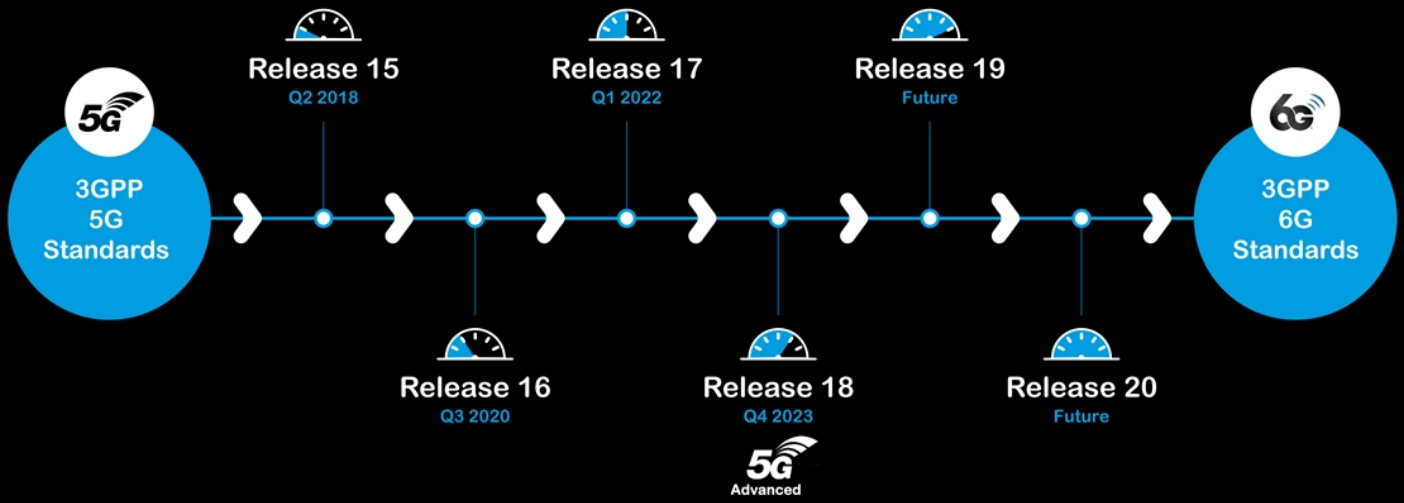 5G
3GPP
5G
Standards
Release 15
Q2 2018
Release 16
Q3 2020
Release 17
Q1 2022
Release 18
Q4 2023
5G
Advanced
Release 19
Future
Release 20
Future
6G
3GPP
6G
Standards